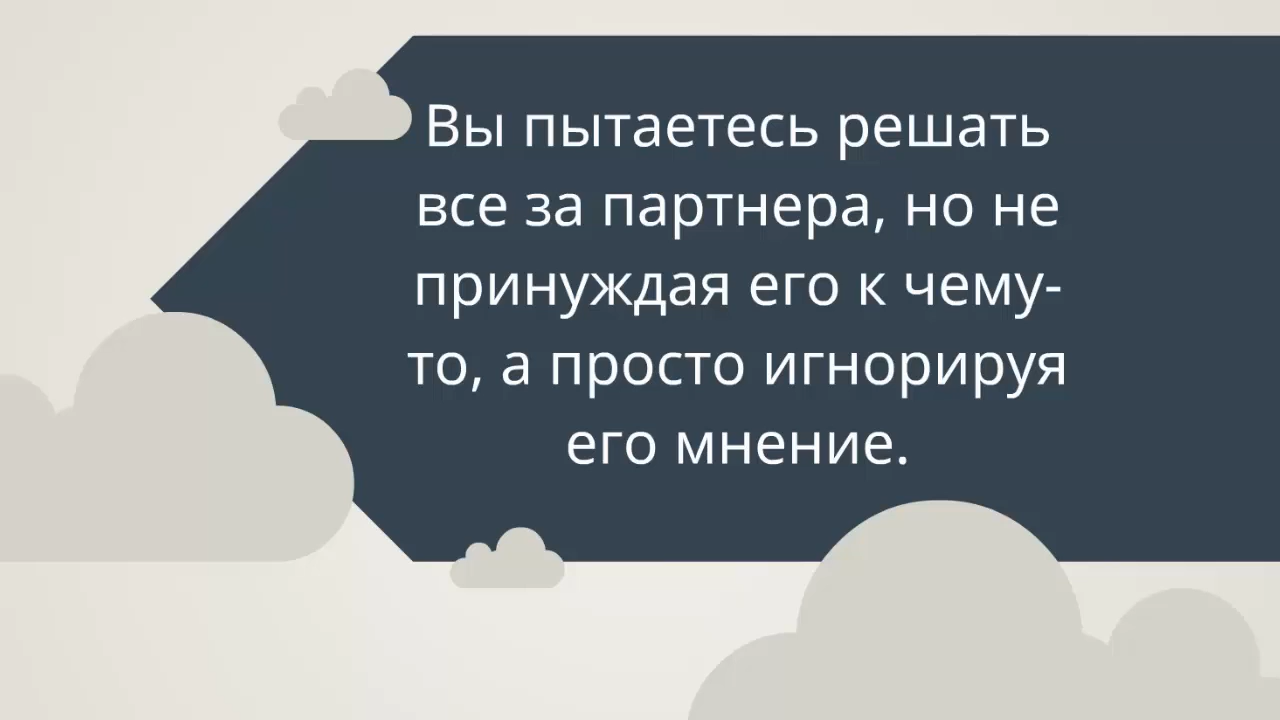 Вы пытаетесь решать
все за партнера, но не
принуждая его к чему-
то, а просто игнорируя
его мнение.